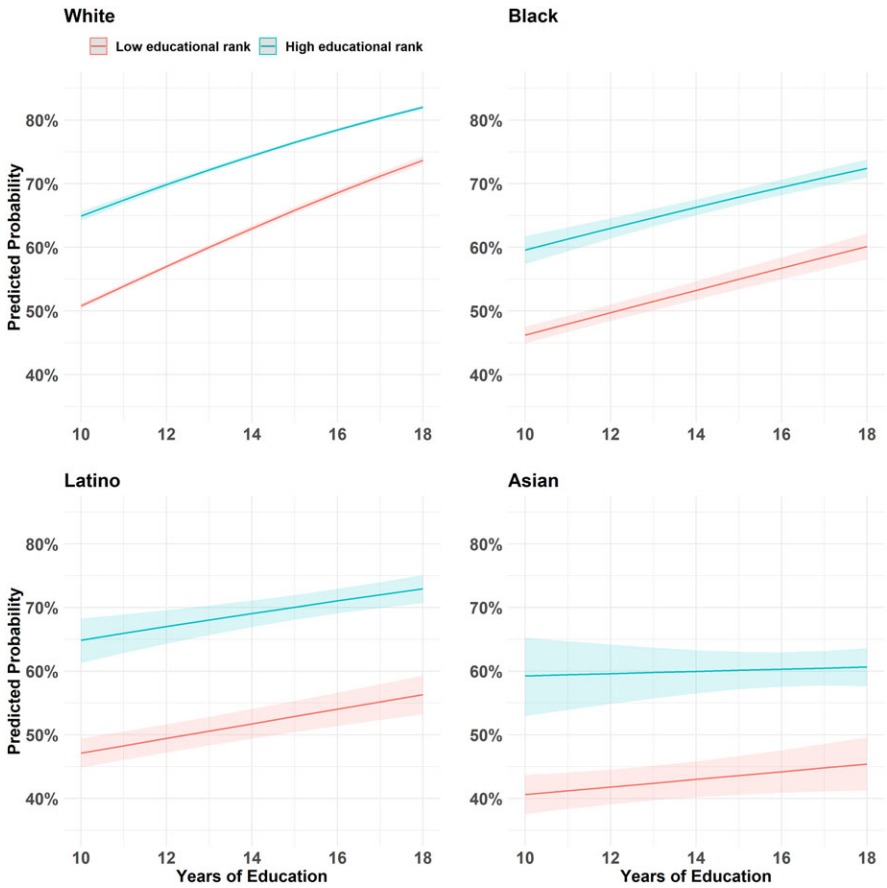 White
Black
Low educational rank
High educational rank
80%
70%
60%
50%
40%
Predicted Probability
10 12 14 16 18
80%
70%
60%
50%
40%
10 12 14 16 18
Latino
Asian
80%
70%
60%
50%
40%
Predicted Probability
10 12 14 16 18
Years of Education
80%
70%
60%
50%
40%
10 12 14 16 18
Years of Education